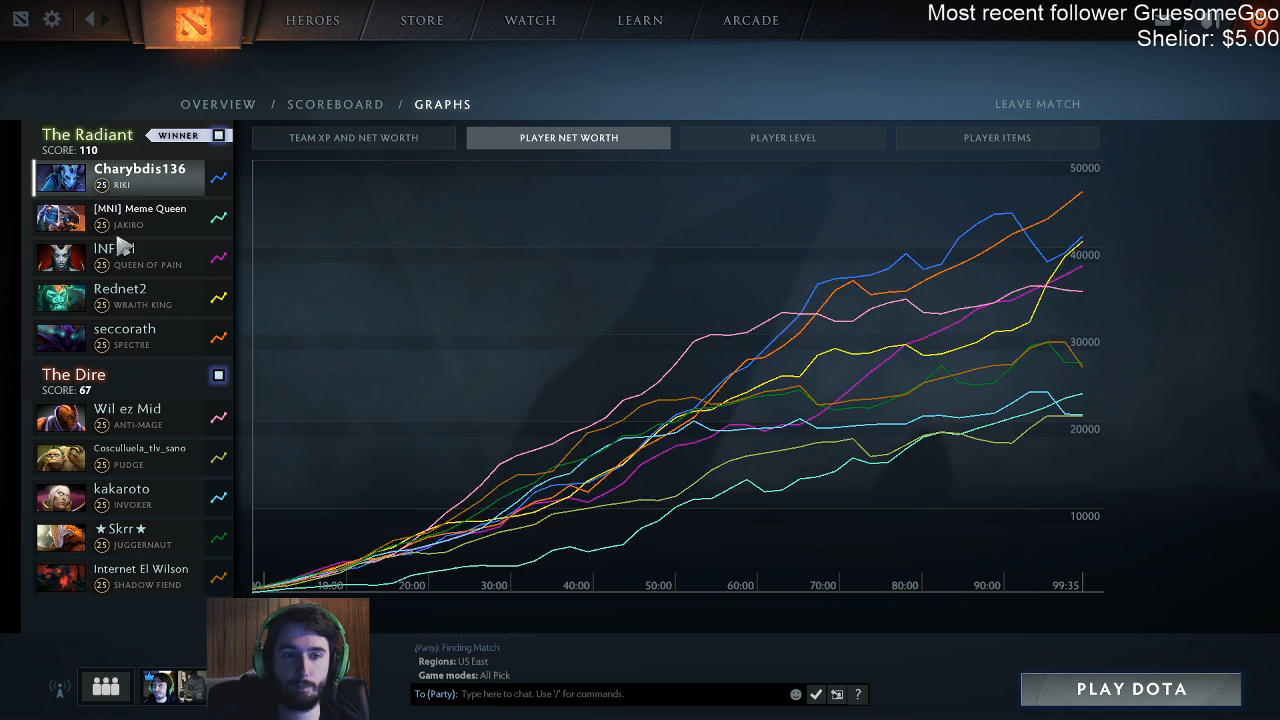 HEROES STORE WATCH LEARN ARCADE
Most recent follower GruesomeGoo
Shelior: $5.00
OVERVIEW / SCOREBOARD / GRAPHS
LEAVE MATCH
The Radiant WINNER
SCORE: 110
TEAM XP AND NET WORTH PLAYER NET WORTH PLAYER LEVEL PLAYER ITEMS
Charybdis136
25 RIKI
[MNI] Meme Queen
25 JAKIRO
25 QUEEN OF PAIN
Rednet2
25 WRAITH KING
seccorath
25 SPECTRE
The Dire
SCORE: 67
Wil ez Mid
25 ANTI-MAGE
Cosculluela_tlv_sano
25 PUDGE
kakaroto
25 INVOKER
★Skrr★
25 JUGGERNAUT
Internet El Wilson
25 SHADOW FIEND
50000
40000
30000
20000
10000
10:00 20:00 30:00 40:00 50:00 60:00 70:00 80:00 90:00 99:35
(Party): Finding Match
Regions: US East
Game modes: All Pick
To (Party): Type here to chat. Use '/' for commands.
?
PLAY DOTA